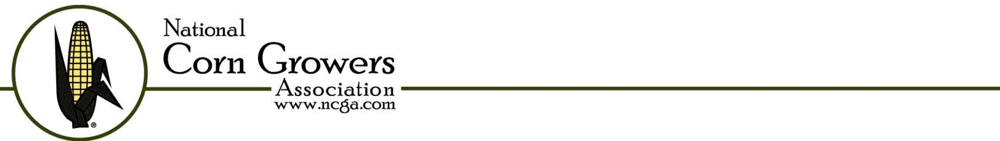 National
Corn Growers
Association
www.ncga.com
®